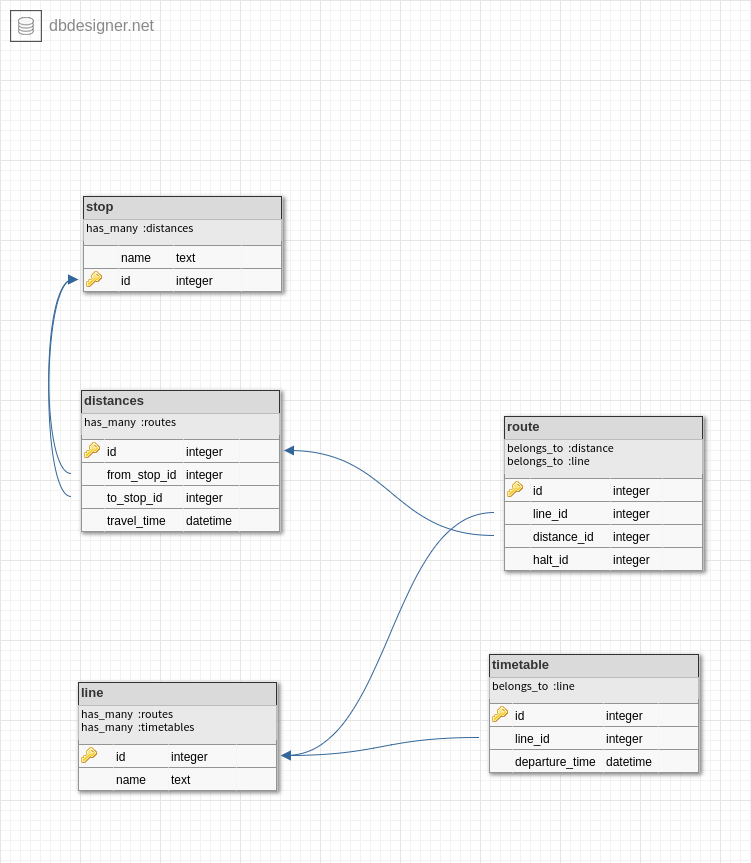 dbdesigner.net
stop
has_many :distances
name text
id integer
distances
has_many :routes
id integer
from_stop_id integer
to_stop_id integer
travel_time datetime
route
belongs_to :distance
belongs_to :line
id integer
line_id integer
distance_id integer
halt_id integer
line
has_many :routes
has_many :timetables
id integer
name text
timetable
belongs_to :line
id integer
line_id integer
departure_time datetime